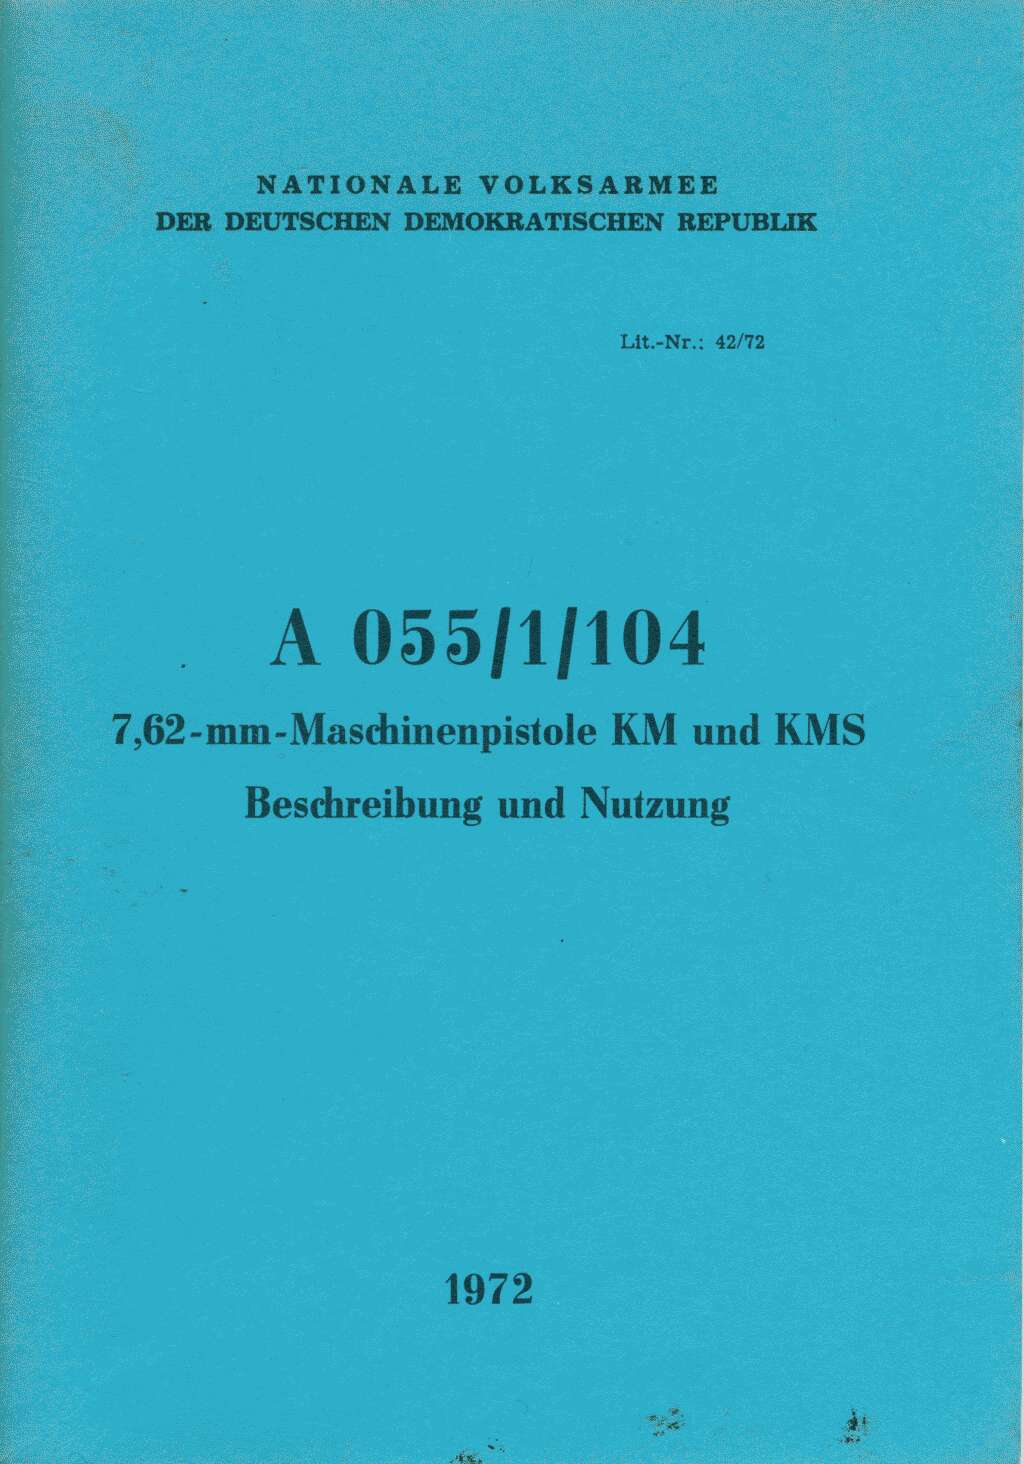 NATIONALE VOLKSARMEE
DER DEUTSCHEN DEMOKRATISCHEN REPUBLIK
Lit.-Nr.: 42/72
A 055/1/104
7,62-mm-Maschinenpistole KM und KMS
Beschreibung und Nutzung
1972